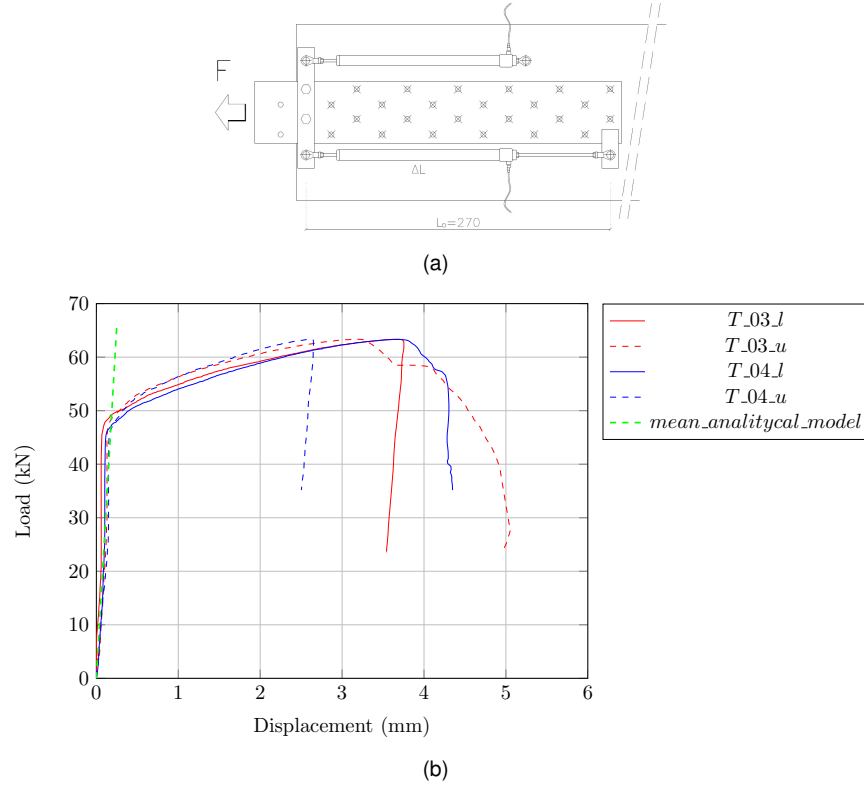 F
ΔL
L₀=270
(a)
70
60
50
40
30
20
10
0
0 1 2 3 4 5 6
Load (kN)
Displacement (mm)
T_03_l
T_03_u
T_04_l
T_04_u
mean_analitycal_model
(b)